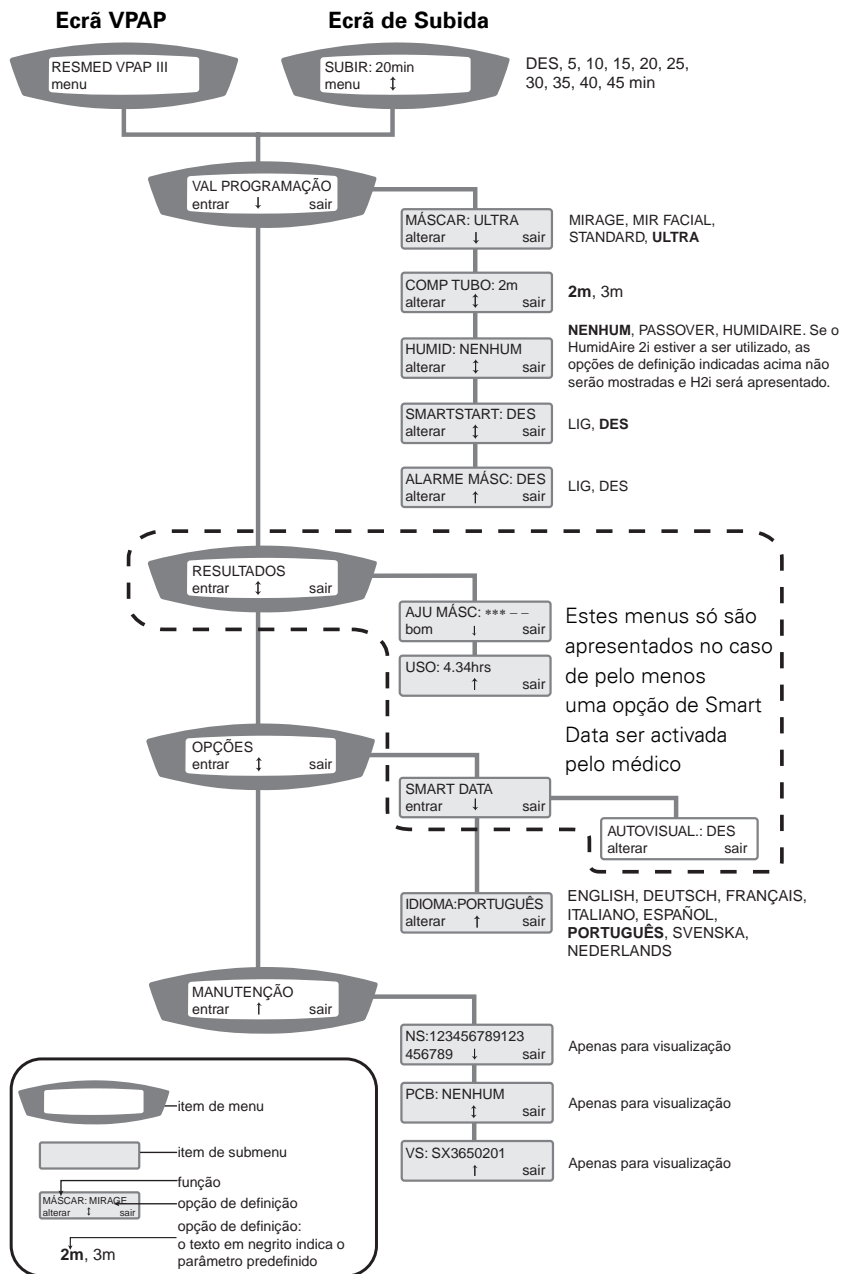 Ecrã VPAP
Ecrã de Subida
RESMED VPAP III
menu
SUBIR: 20min
menu ↕
DES, 5, 10, 15, 20, 25,
30, 35, 40, 45 min
VAL PROGRAMAÇÃO
entrar ↓ sair
MÁSCAR: ULTRA
alterar ↓ sair
MIRAGE, MIR FACIAL,
STANDARD, ULTRA
COMP TUBO: 2m
alterar ↕ sair
2m, 3m
HUMID: NENHUM
alterar ↕ sair
NENHUM, PASSOVER, HUMIDAIRE. Se o
HumidAire 2i estiver a ser utilizado, as
opções de definição indicadas acima não
serão mostradas e H2i será apresentado.
SMARTSTART: DES
alterar ↕ sair
LIG, DES
ALARME MÁSC: DES
alterar ↑ sair
LIG, DES
RESULTADOS
entrar ↕ sair
AJU MÁSC: *** – –
bom ↓ sair
USO: 4.34hrs
↑ sair
Estes menus só são
apresentados no caso
de pelo menos
uma opção de Smart
Data ser activada
pelo médico
OPÇÕES
entrar ↕ sair
SMART DATA
entrar ↓ sair
AUTOVISUAL.: DES
alterar sair
IDIOMA:PORTUGUÊS
alterar ↑ sair
ENGLISH, DEUTSCH, FRANÇAIS,
ITALIANO, ESPAÑOL,
PORTUGUÊS, SVENSKA,
NEDERLANDS
MANUTENÇÃO
entrar ↑ sair
NS:123456789123
456789 ↓ sair
Apenas para visualização
PCB: NENHUM
↕ sair
Apenas para visualização
VS: SX3650201
↑ sair
Apenas para visualização
item de menu
item de submenu
função
MÁSCAR: MIRAGE
alterar ↕ sair
opção de definição
opção de definição:
o texto em negrito indica o
parâmetro predefinido
2m, 3m